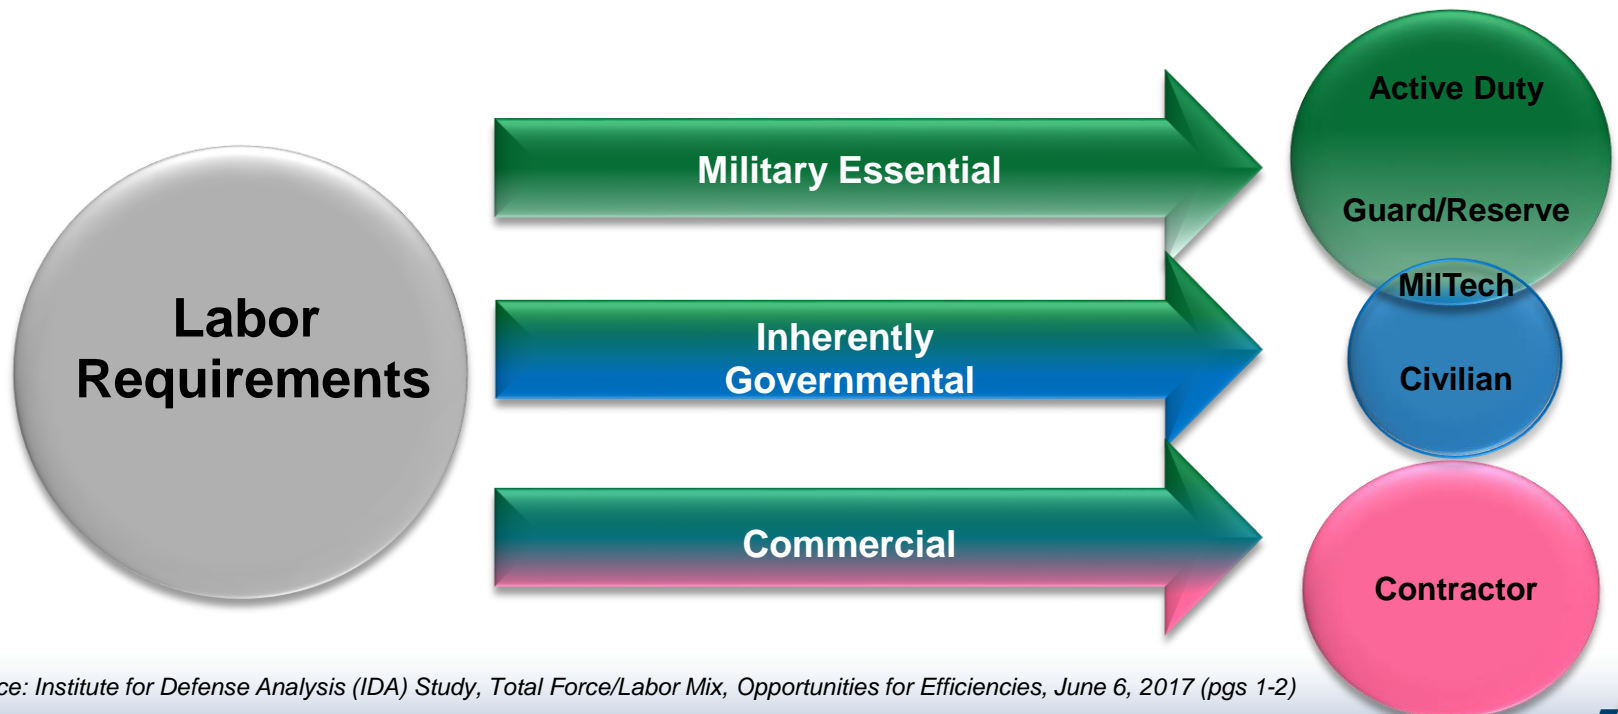 Labor
Requirements
Military Essential
Inherently
Governmental
Commercial
Active Duty
Guard/Reserve
MilTech
Civilian
Contractor
ce: Institute for Defense Analysis (IDA) Study, Total Force/Labor Mix, Opportunities for Efficiencies, June 6, 2017 (pgs 1-2)